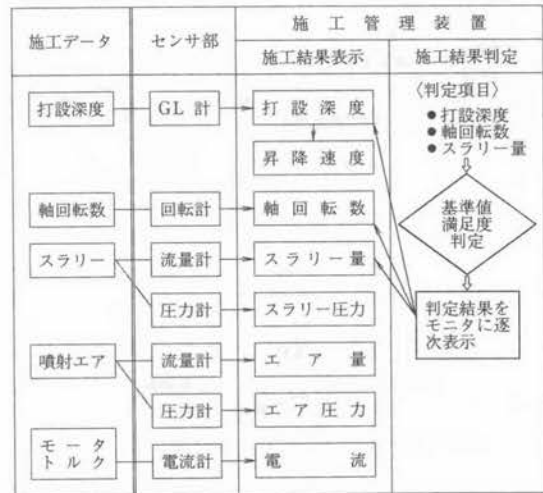 施工データ
センサ部
施工管理装置
施工結果表示
施工結果判定
打設深度
GL計
打設深度
昇降速度
軸回転数
回転計
軸回転数
スラリー
流量計
スラリー量
圧力計
スラリー圧力
噴射エア
流量計
エア量
圧力計
エア圧力
モータ
トルク
電流計
電流
〈判定項目〉
●打設深度
●軸回転数
●スラリー量
基準値
満足度
判定
判定結果を
モニタに逐
次表示